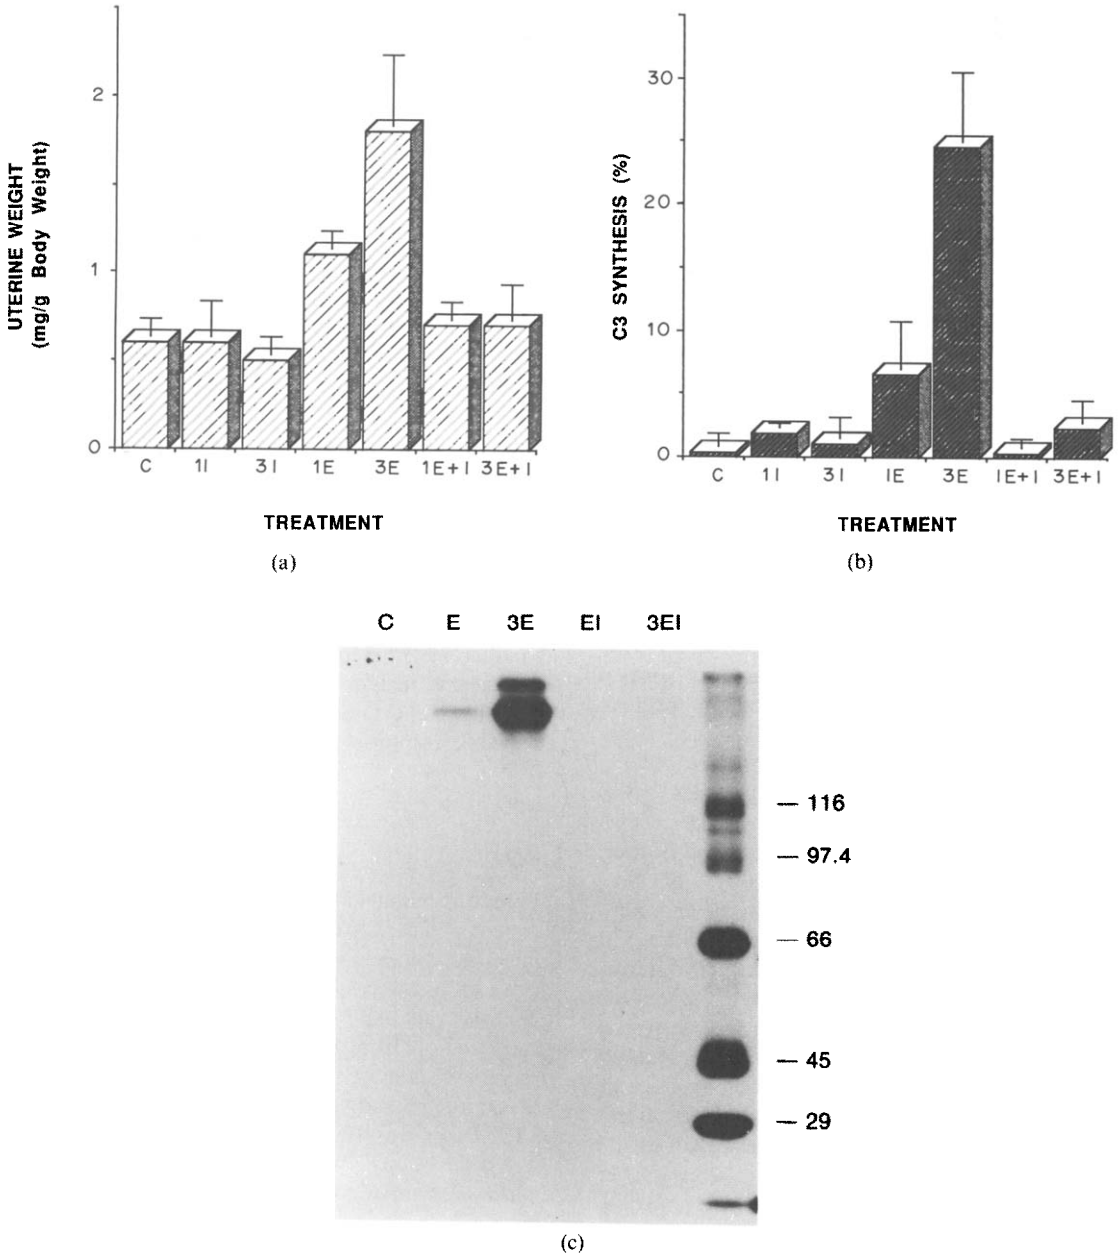 2
1
0
UTERINE WEIGHT
(mg/g Body Weight)
C 1I 3I 1E 3E 1E+I 3E+I
TREATMENT
(a)
30
20
10
0
C3 SYNTHESIS (%)
C 1I 3I 1E 3E 1E+I 3E+I
TREATMENT
(b)
C E 3E EI 3EI
— 116
— 97.4
— 66
— 45
— 29
(c)